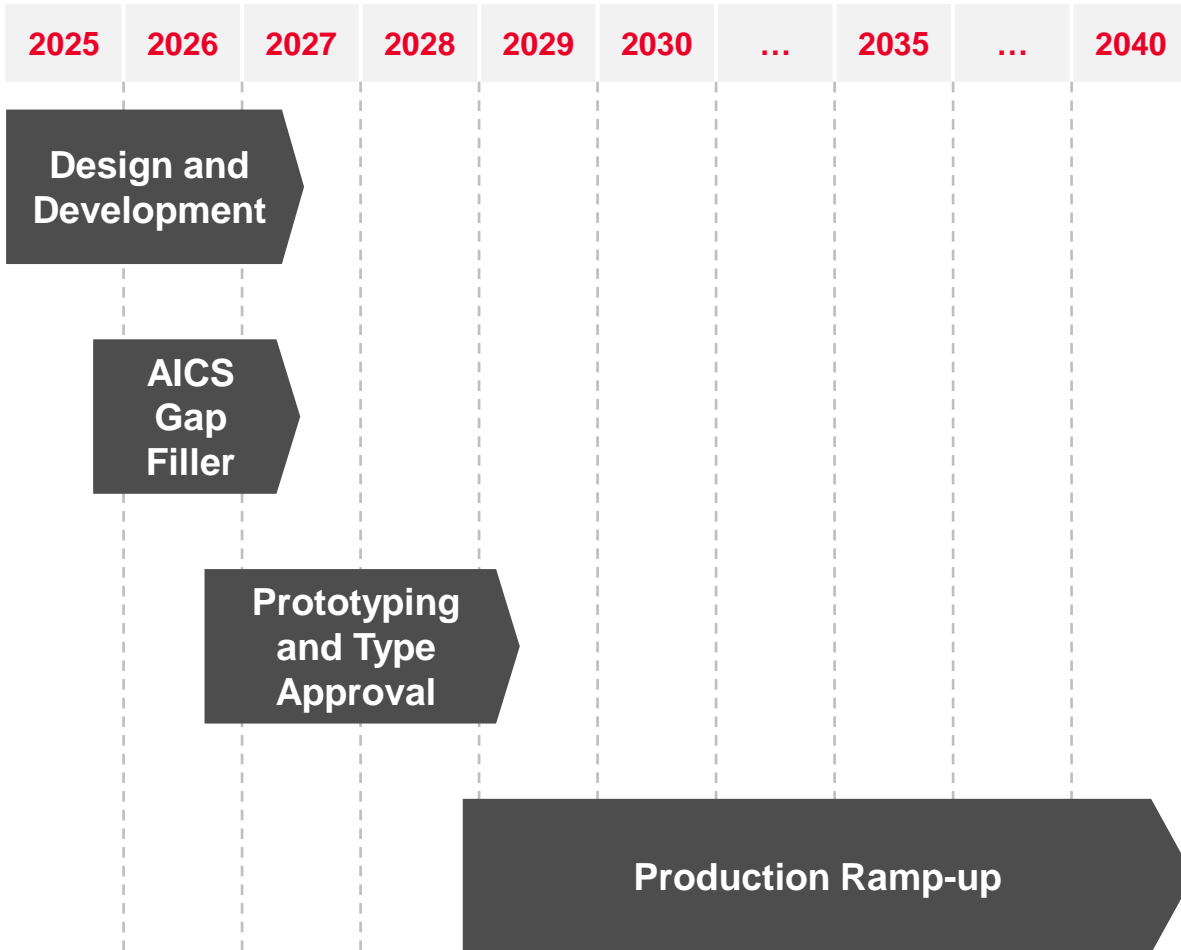 2025 2026 2027 2028 2029 2030 … 2035 … 2040
Design and
Development
AICS
Gap
Filler
Prototyping
and Type
Approval
Production Ramp-up